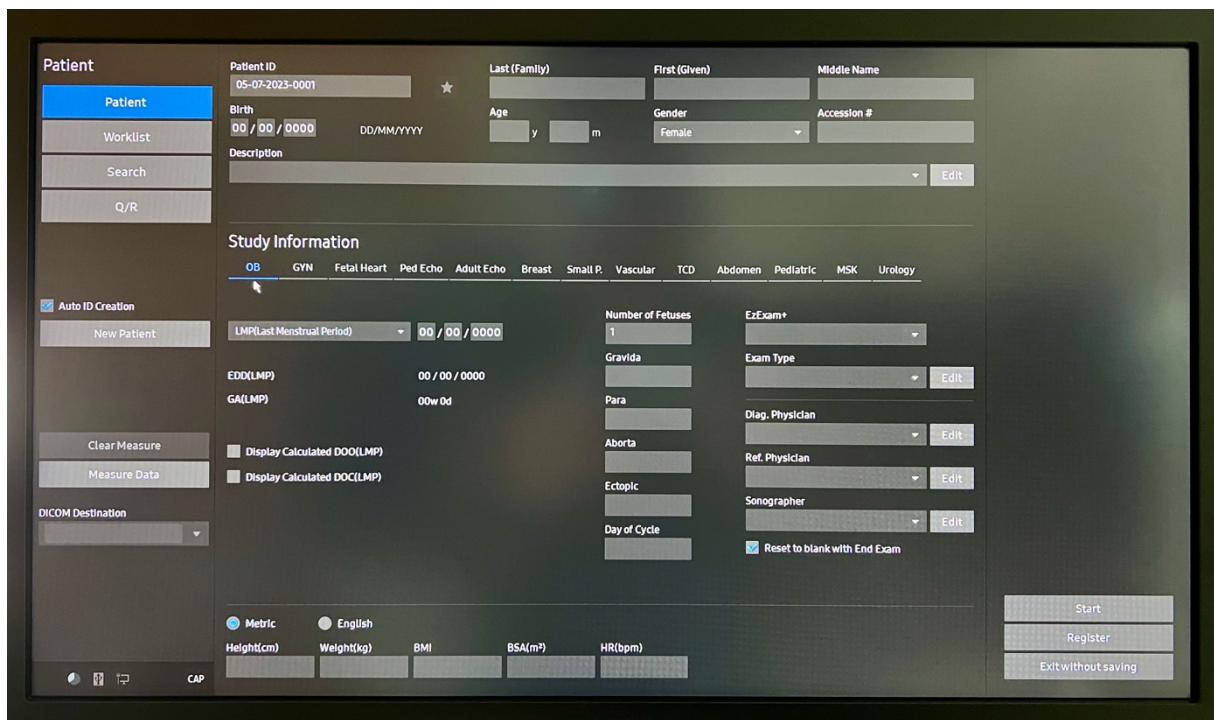 Patient
Patient
Worklist
Search
Q/R
Auto ID Creation
New Patient
Clear Measure
Measure Data
DICOM Destination
CAP
Patient ID
Last (Family)
First (Given)
Middle Name
05-07-2023-0001
Birth
Age
Gender
Accession #
00 / 00 / 0000
DD/MM/YYYY
y
m
Female
Description
Edit
Study Information
OB
GYN
Fetal Heart
Ped Echo
Adult Echo
Breast
Small P.
Vascular
TCD
Abdomen
Pediatric
MSK
Urology
LMP(Last Menstrual Period)
00 / 00 / 0000
EDD(LMP)
00 / 00 / 0000
GA(LMP)
00w 0d
Display Calculated DOO(LMP)
Display Calculated DOC(LMP)
Number of Fetuses
1
Gravida
Para
Aborta
Ectopic
Day of Cycle
EzExam+
Exam Type
Edit
Diag. Physician
Edit
Ref. Physician
Edit
Sonographer
Edit
Reset to blank with End Exam
Metric
English
Height(cm)
Weight(kg)
BMI
BSA(m²)
HR(bpm)
Start
Register
Exit without saving